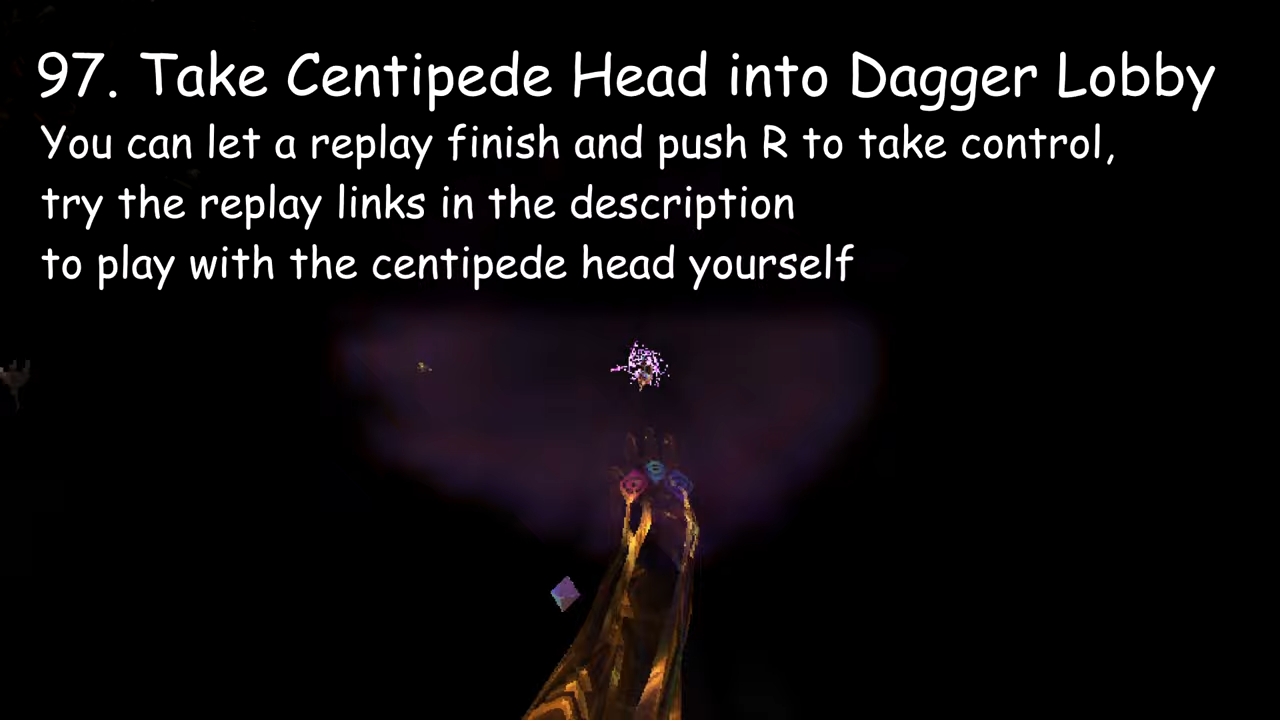 97. Take Centipede Head into Dagger Lobby
You can let a replay finish and push R to take control,
try the replay links in the description
to play with the centipede head yourself